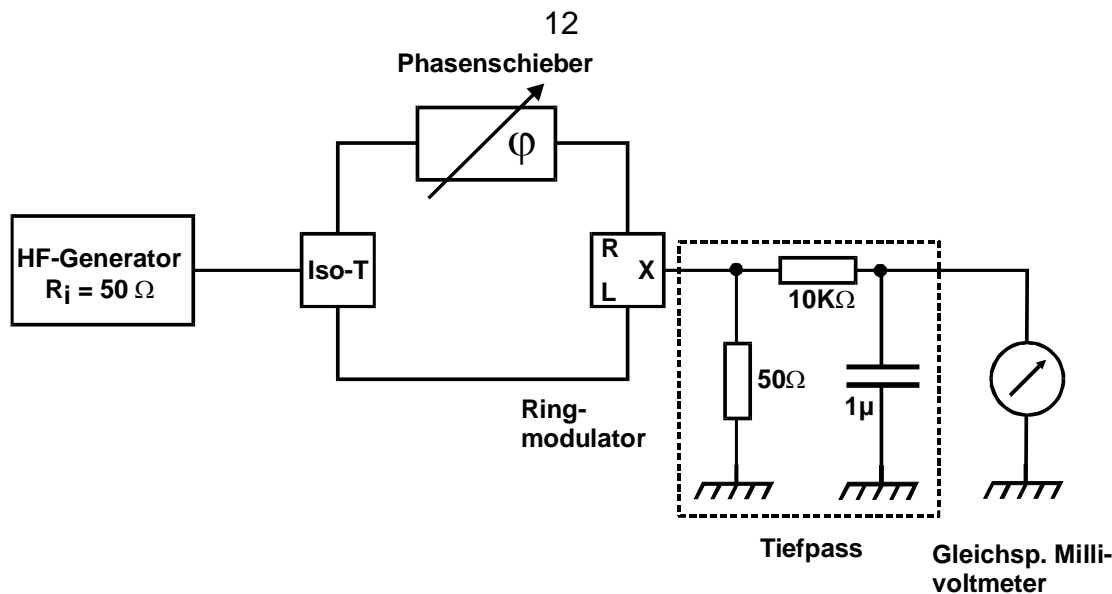 12
Phasenschieber
φ
HF-Generator
Ri = 50 Ω
Iso-T
R
X
L
10KΩ
50Ω
1µ
Ring-
modulator
Tiefpass
Gleichsp. Milli-
voltmeter